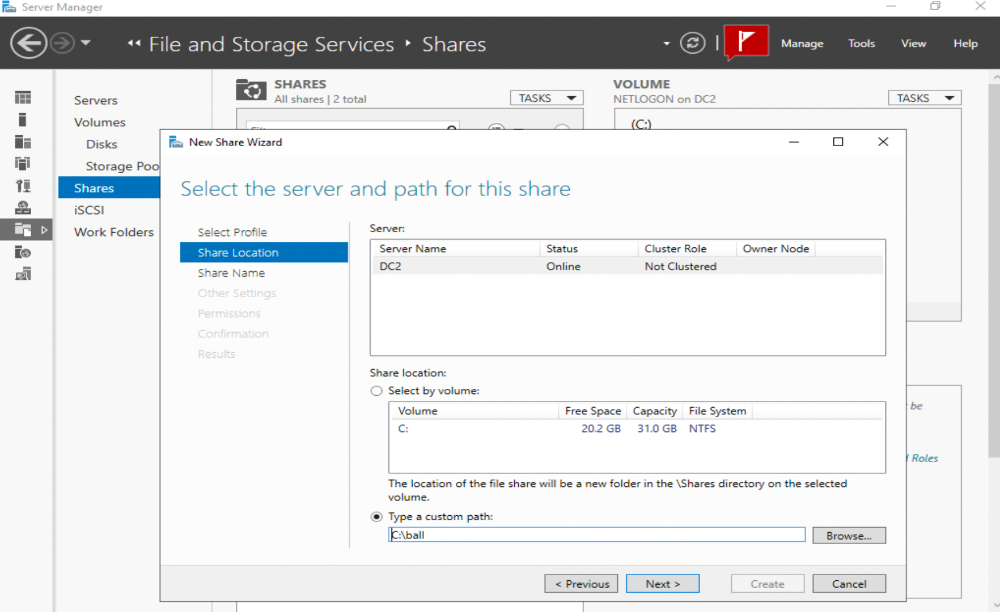 Server Manager
File and Storage Services
Shares
Manage
Tools
View
Help
Servers
Volumes
Disks
Storage Poo
Shares
iSCSI
Work Folders
SHARES
All shares | 2 total
TASKS
VOLUME
NETLOGON on DC2
TASKS
(C:)
New Share Wizard
Select the server and path for this share
Select Profile
Share Location
Share Name
Other Settings
Permissions
Confirmation
Results
Server:
Server Name Status Cluster Role Owner Node
DC2 Online Not Clustered
Share location:
Select by volume:
Volume Free Space Capacity File System
C: 20.2 GB 31.0 GB NTFS
The location of the file share will be a new folder in the \Shares directory on the selected
volume.
Type a custom path:
C:\ball
Browse...
< Previous
Next >
Create
Cancel
be
Roles